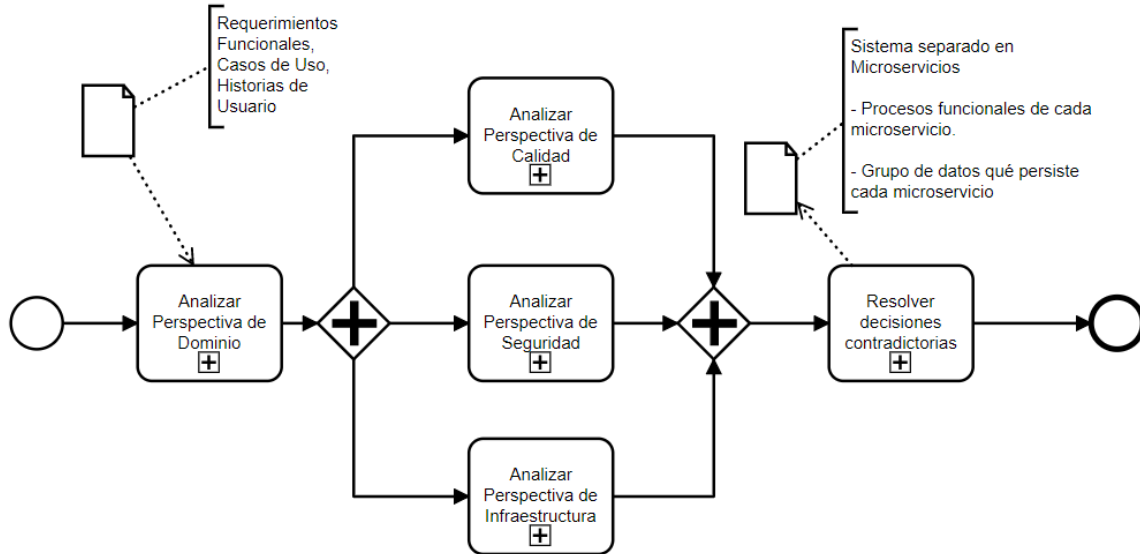 Requerimientos
Funcionales,
Casos de Uso,
Historias de
Usuario
Analizar
Perspectiva de
Dominio
Analizar
Perspectiva de
Calidad
Analizar
Perspectiva de
Seguridad
Analizar
Perspectiva de
Infraestructura
Sistema separado en
Microservicios
- Procesos funcionales de cada
microservicio.
- Grupo de datos qué persiste
cada microservicio
Resolver
decisiones
contradictorias